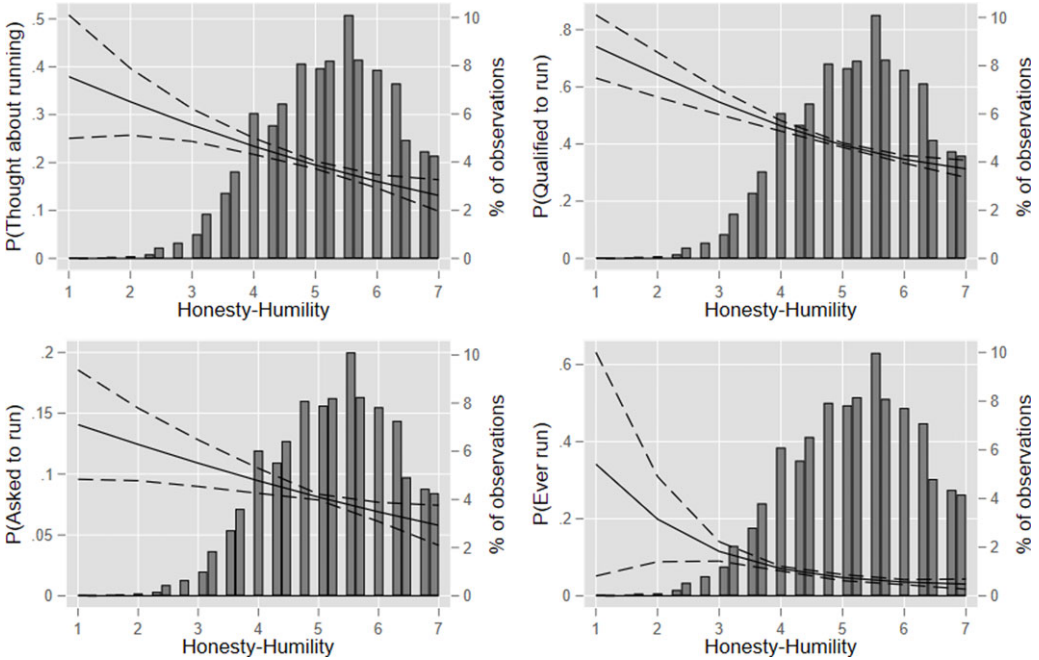 P(Thought about running)
.5
.4
.3
.2
.1
0
10
8
6
4
2
0
% of observations
1 2 3 4 5 6 7
Honesty-Humility
P(Qualified to run)
.8
.6
.4
.2
0
10
8
6
4
2
0
% of observations
1 2 3 4 5 6 7
Honesty-Humility
P(Asked to run)
.2
.15
.1
.05
0
10
8
6
4
2
0
% of observations
1 2 3 4 5 6 7
Honesty-Humility
P(Ever run)
.6
.4
.2
0
10
8
6
4
2
0
% of observations
1 2 3 4 5 6 7
Honesty-Humility